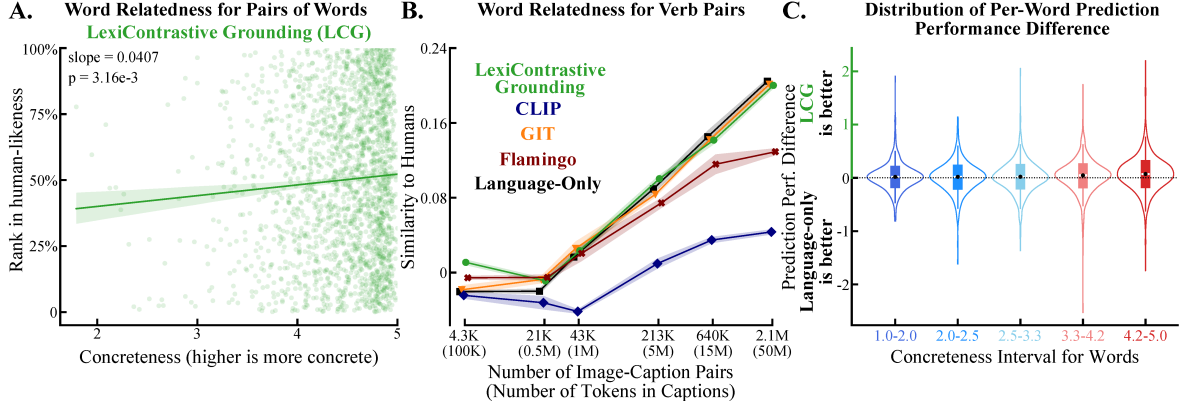 A.
Word Relatedness for Pairs of Words
LexiContrastive Grounding (LCG)
slope = 0.0407
p = 3.16e-3
100%
75%
50%
25%
0
Rank in human-likeness
2
3
4
5
Concreteness (higher is more concrete)
B.
Word Relatedness for Verb Pairs
0.24
0.16
0.08
0
Similarity to Humans
LexiContrastive
Grounding
CLIP
GIT
Flamingo
Language-Only
4.3K 21K 43K 213K 640K 2.1M
(100K) (0.5M) (1M) (5M) (15M) (50M)
Number of Image-Caption Pairs
(Number of Tokens in Captions)
C.
Distribution of Per-Word Prediction
Performance Difference
Prediction Perf. Difference
LCG
is better
Language-only
is better
2
1
0
-1
-2
1.0-2.0 2.0-2.5 2.5-3.3 3.3-4.2 4.2-5.0
Concreteness Interval for Words